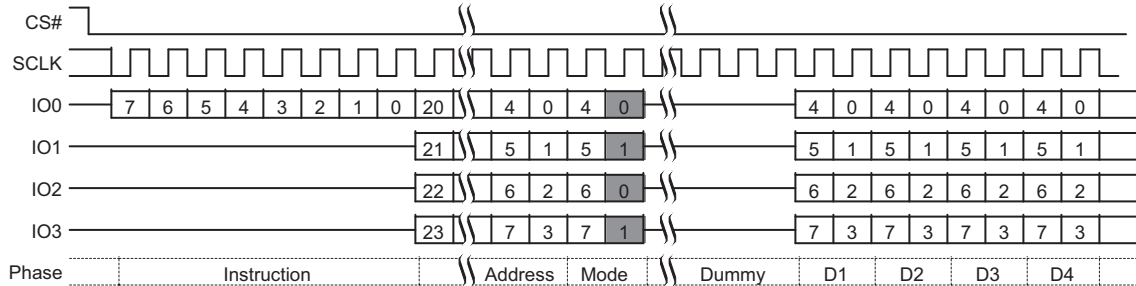 CS#
SCLK
IO0 7 6 5 4 3 2 1 0 20 4 0 4 0 4 0 4 0 4 0 4 0
IO1 21 5 1 5 1 5 1 5 1 5 1 5 1
IO2 22 6 2 6 0 6 2 6 2 6 2 6 2
IO3 23 7 3 7 1 7 3 7 3 7 3 7 3
Phase Instruction Address Mode Dummy D1 D2 D3 D4